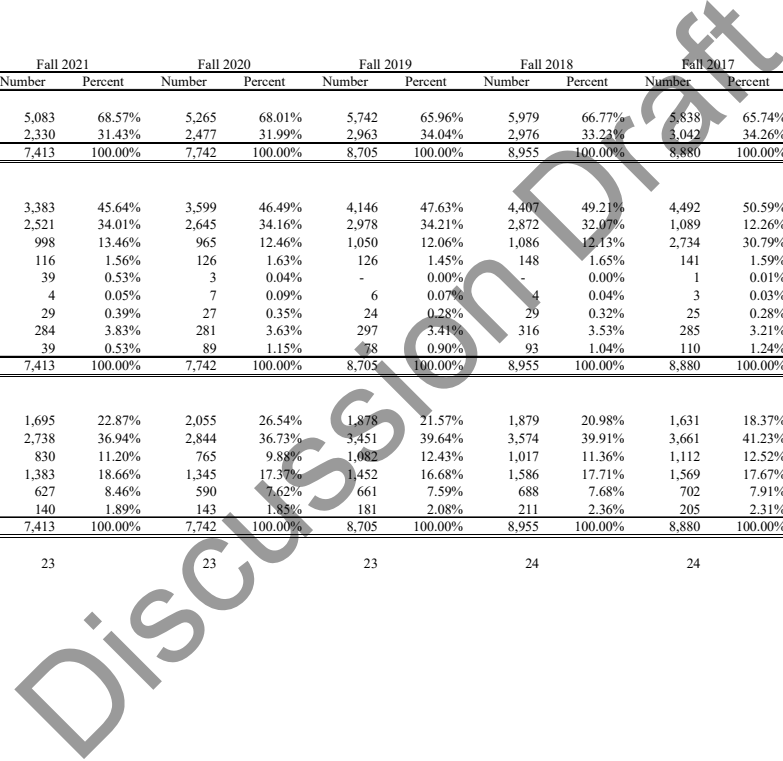 Fall 2021 Fall 2020 Fall 2019 Fall 2018 Fall 2017
Number Percent Number Percent Number Percent Number Percent Number Percent
5,083 68.57% 5,265 68.01% 5,742 65.96% 5,979 66.77% 5,838 65.74%
2,330 31.43% 2,477 31.99% 2,963 34.04% 2,976 33.23% 3,042 34.26%
7,413 100.00% 7,742 100.00% 8,705 100.00% 8,955 100.00% 8,880 100.00%
3,383 45.64% 3,599 46.49% 4,146 47.63% 4,407 49.21% 4,492 50.59%
2,521 34.01% 2,645 34.16% 2,978 34.21% 2,872 32.07% 1,089 12.26%
998 13.46% 965 12.46% 1,050 12.06% 1,086 12.13% 2,734 30.79%
116 1.56% 126 1.63% 126 1.45% 148 1.65% 141 1.59%
39 0.53% 3 0.04% - 0.00% - 0.00% 1 0.01%
4 0.05% 7 0.09% 6 0.07% 4 0.04% 3 0.03%
29 0.39% 27 0.35% 24 0.28% 29 0.32% 25 0.28%
284 3.83% 281 3.63% 297 3.41% 316 3.53% 285 3.21%
39 0.53% 89 1.15% 78 0.90% 93 1.04% 110 1.24%
7,413 100.00% 7,742 100.00% 8,705 100.00% 8,955 100.00% 8,880 100.00%
1,695 22.87% 2,055 26.54% 1,878 21.57% 1,879 20.98% 1,631 18.37%
2,738 36.94% 2,844 36.73% 3,451 39.64% 3,574 39.91% 3,661 41.23%
830 11.20% 765 9.88% 1,082 12.43% 1,017 11.36% 1,112 12.52%
1,383 18.66% 1,345 17.37% 1,452 16.68% 1,586 17.71% 1,569 17.67%
627 8.46% 590 7.62% 661 7.59% 688 7.68% 702 7.91%
140 1.89% 143 1.85% 181 2.08% 211 2.36% 205 2.31%
7,413 100.00% 7,742 100.00% 8,705 100.00% 8,955 100.00% 8,880 100.00%
23 23 23 24 24
Discussion Draft